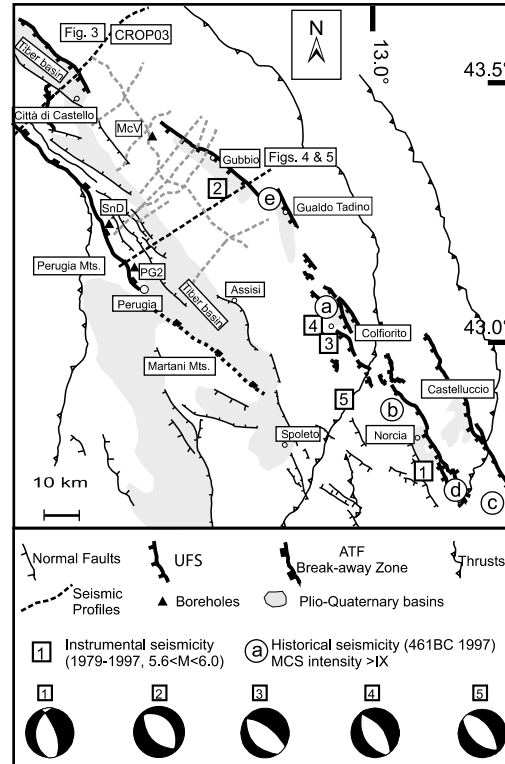 Fig. 3
CROP03
N
13.0°
43.5°
Tiber basin
Città di Castello
McV
Gubbio
Figs. 4 & 5
2
e
Gualdo Tadino
SnD
Perugia Mts.
PG2
Perugia
Tiber basin
Assisi
a
4
3
Colfiorito
43.0°
Martani Mts.
5
Castelluccio
b
Spoleto
Norcia
1
d
c
10 km
Normal Faults
UFS
ATF
Break-away Zone
Thrusts
Seismic
Profiles
Boreholes
Plio-Quaternary basins
1 Instrumental seismicity
(1979-1997, 5.6<M<6.0)
a Historical seismicity (461BC 1997)
MCS intensity >IX
1 2 3 4 5